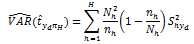 \widehat{VAR}(\hat{t}_{y_d\pi_H}) = \sum_{h=1}^{H} \frac{N_h^2}{n_h}\left(1 - \frac{n_h}{N_h}\right) S_{hy_d}^2